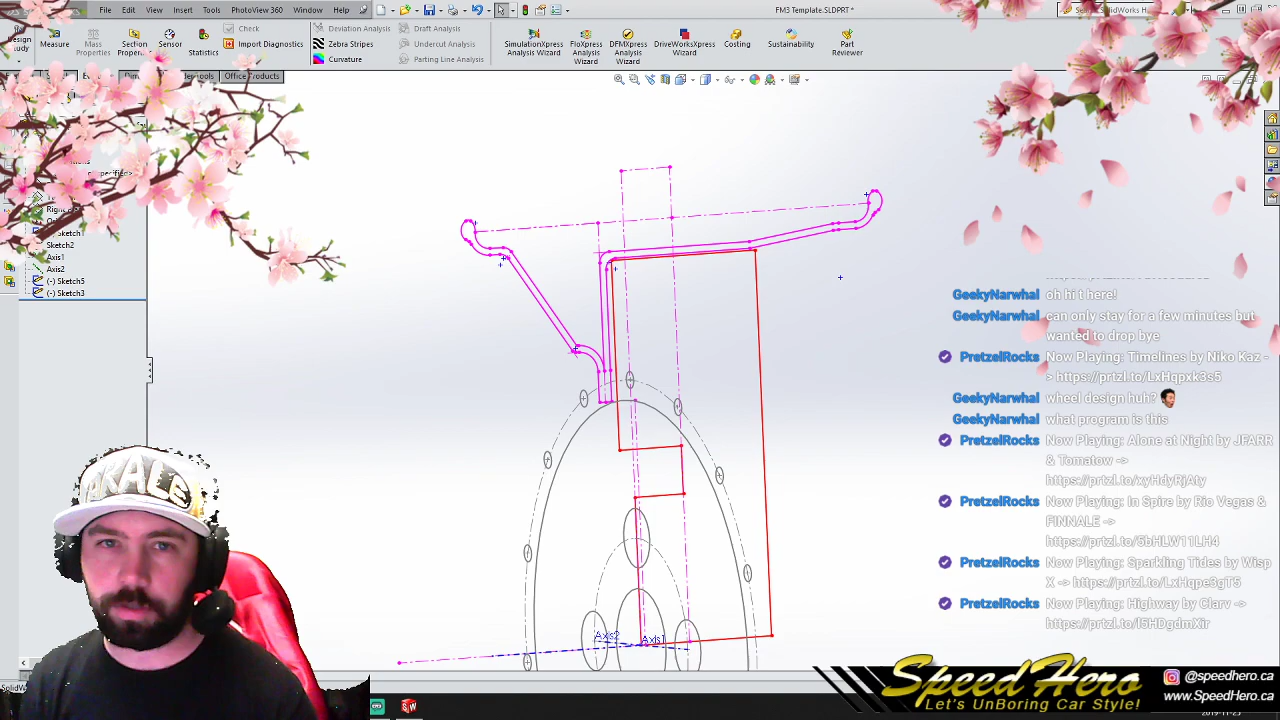 File
Edit
View
Insert
Tools
PhotoView 360
Window
Help
FM3 Template.SLDPRT *
Measure
Mass
Properties
Section
Sensor
Statistics
Check
Import Diagnostics
Deviation Analysis
Zebra Stripes
Curvature
Draft Analysis
Undercut Analysis
Parting Line Analysis
SimulationXpress
Analysis Wizard
FloXpress
Analysis
Wizard
DFMXpress
Analysis
Wizard
DriveWorksXpress
Wizard
Costing
Sustainability
Part
Reviewer
Office Products
Sketch2
Axis1
Axis2
(-) Sketch5
(-) Sketch3
Axis2
Axis1
GeekyNarwhal oh hi t here!
GeekyNarwhal can only stay for a few minutes but
wanted to drop bye
PretzelRocks Now Playing: Timelines by Niko Kaz -
> https://prtzl.to/LxHqpxk3s5
GeekyNarwhal wheel design huh?
GeekyNarwhal what program is this
PretzelRocks Now Playing: Alone at Night by JFARR
& Tomatow ->
https://prtzl.to/xyHdyRjAty
PretzelRocks Now Playing: In Spire by Rio Vegas &
FINNALE ->
https://prtzl.to/5bHLW11LH4
PretzelRocks Now Playing: Sparkling Tides by Wisp
X -> https://prtzl.to/LxHqpe3gT5
PretzelRocks Now Playing: Highway by Clarv ->
https://prtzl.to/l5HDgdmXir
SpeedHero
Let's UnBoring Car Style!
@speedhero.ca
www.SpeedHero.ca